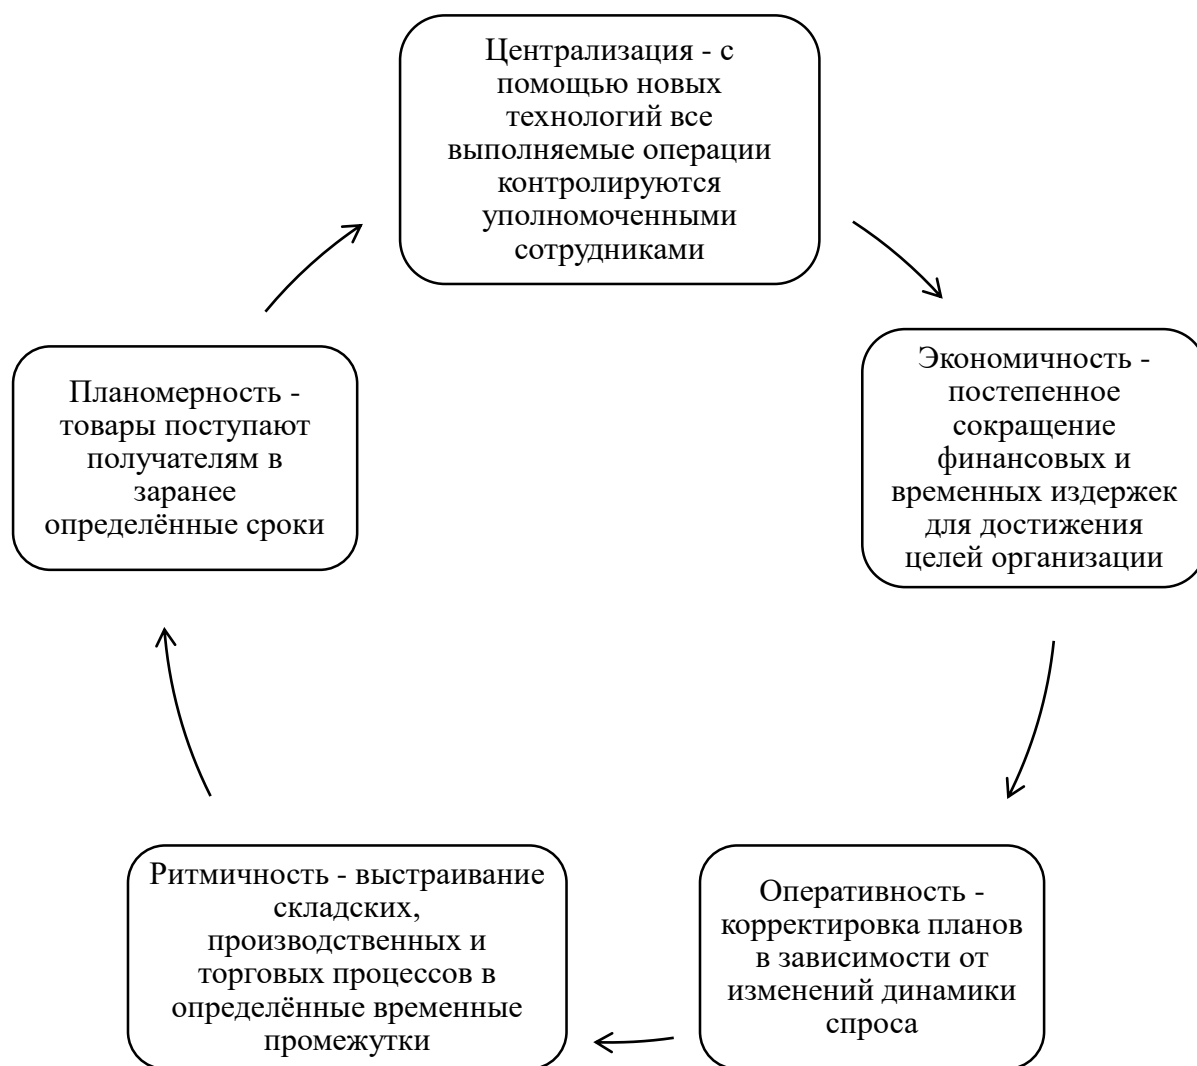 Централизация - с
помощью новых
технологий все
выполняемые операции
контролируются
уполномоченными
сотрудниками
Экономичность -
постепенное
сокращение
финансовых и
временных издержек
для достижения
целей организации
Оперативность -
корректировка планов
в зависимости от
изменений динамики
спроса
Ритмичность - выстраивание
складских,
производственных и
торговых процессов в
определённые временные
промежутки
Планомерность -
товары поступают
получателям в
заранее
определённые сроки